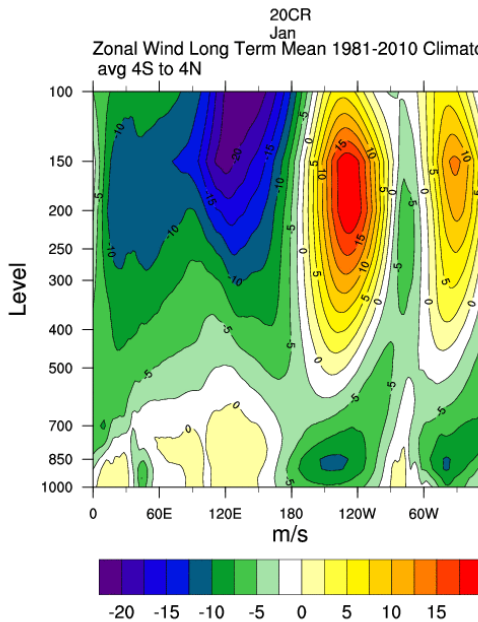 20CR
Jan
Zonal Wind Long Term Mean 1981-2010 Climato
avg 4S to 4N
Level
100
150
200
250
300
400
500
700
850
1000
0 60E 120E 180 120W 60W
m/s
-20 -15 -10 -5 0 5 10 15